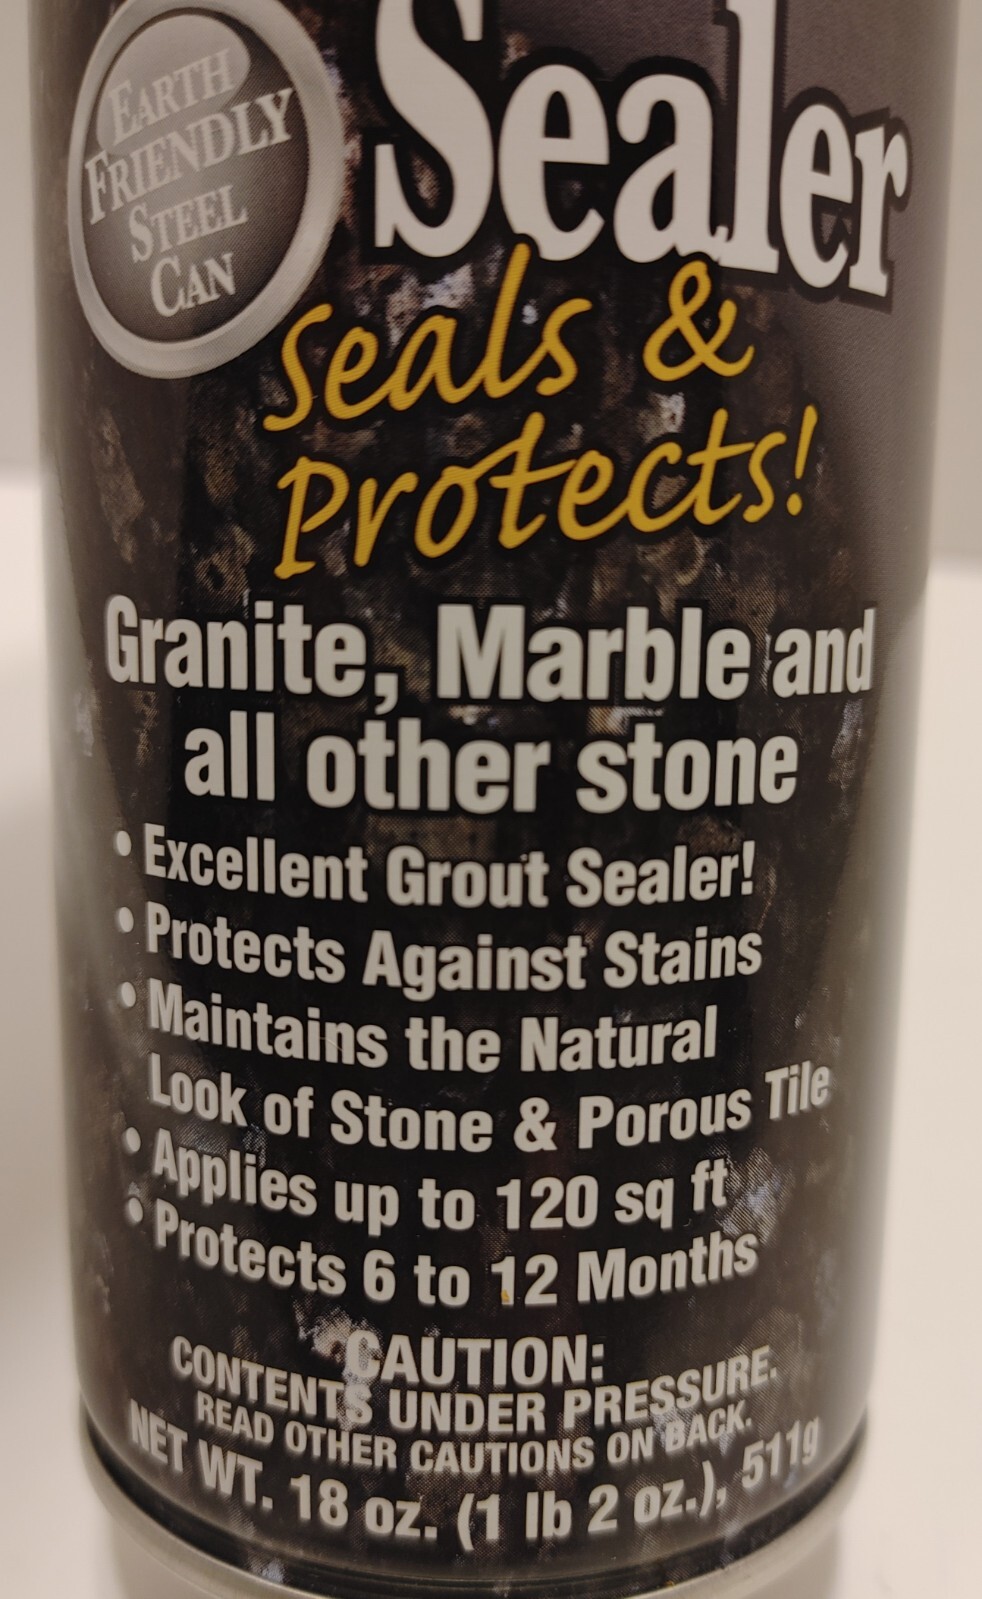 EARTH
FRIENDLY
STEEL
CAN
Sealer
Seals &
Protects!
Granite, Marble and
all other stone
• Excellent Grout Sealer!
• Protects Against Stains
• Maintains the Natural
Look of Stone & Porous Tile
• Applies up to 120 sq ft
• Protects 6 to 12 Months
CAUTION:
CONTENTS UNDER PRESSURE.
READ OTHER CAUTIONS ON BACK.
NET WT. 18 oz. (1 lb 2 oz.), 511g